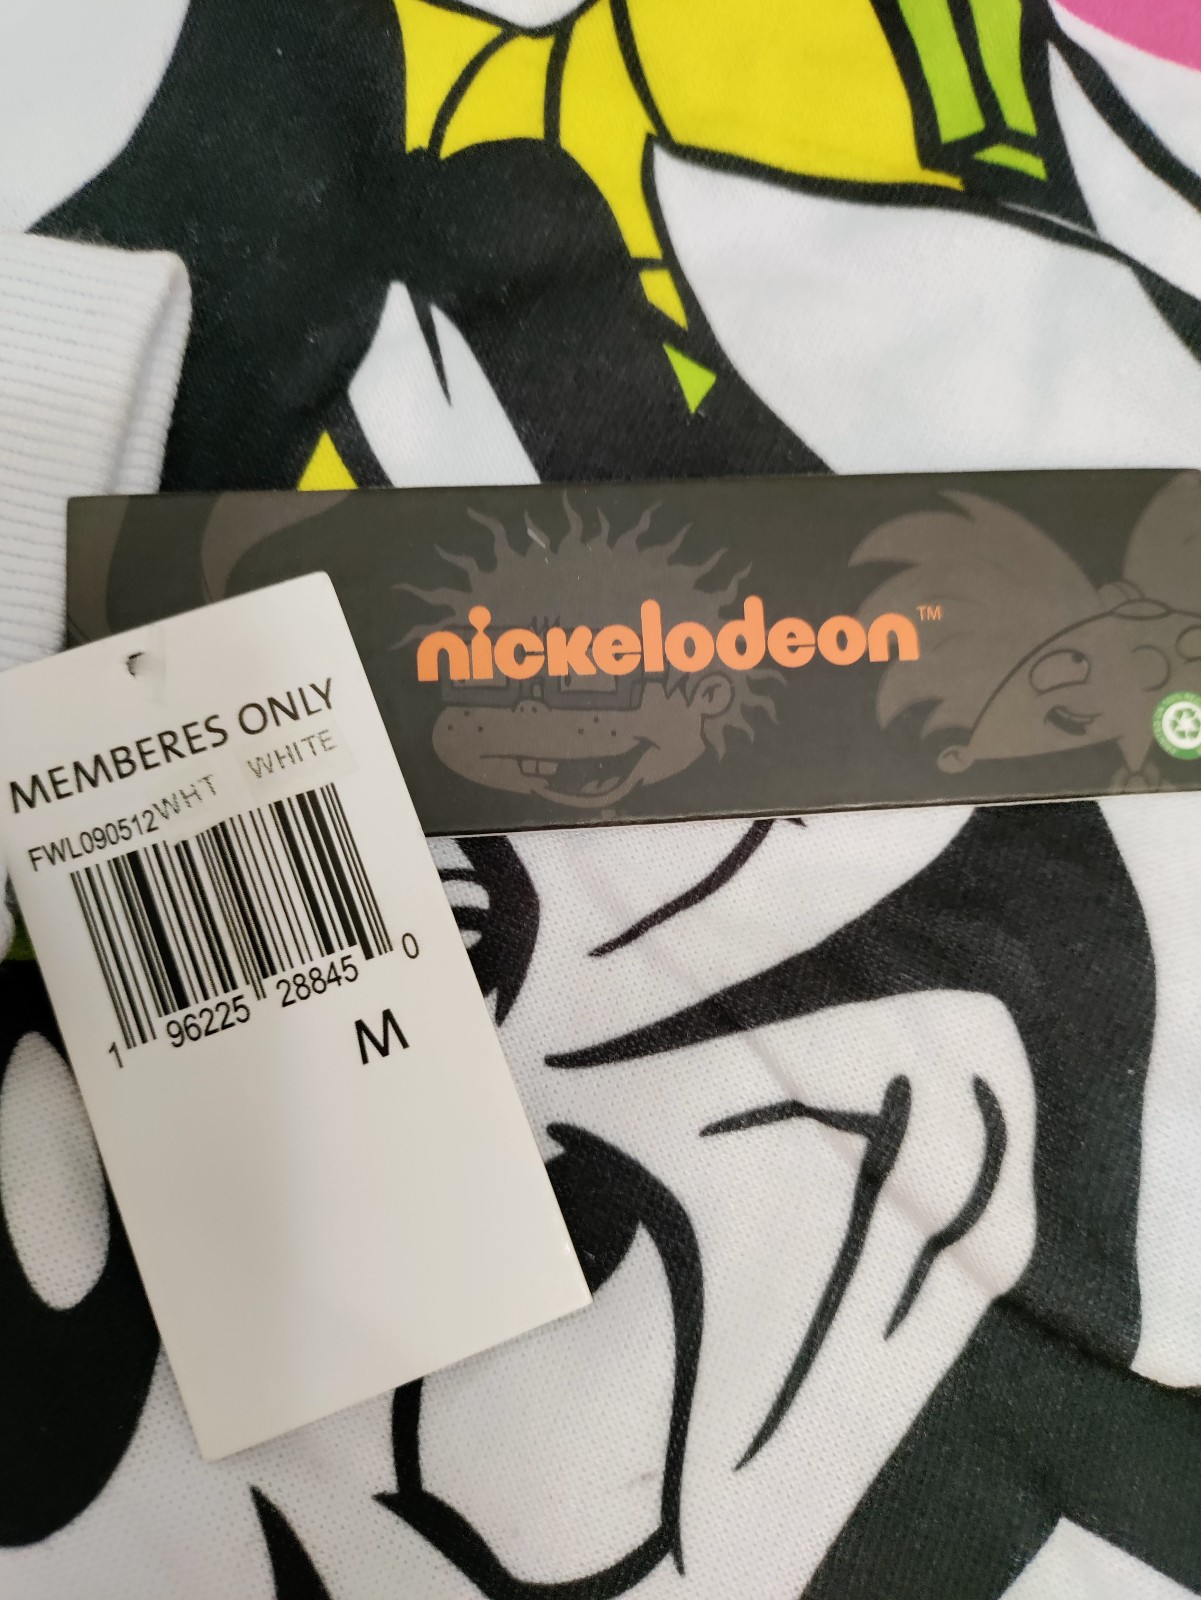 nickelodeon™
MEMBERES ONLY
FWL090512WHT WHITE
1 96225 28845 0
M